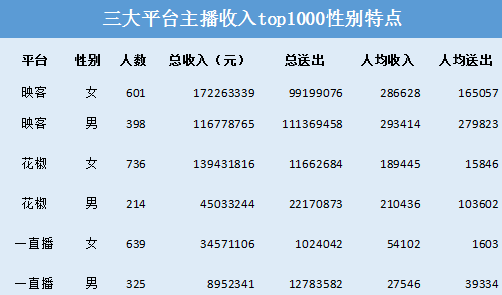 三大平台主播收入top1000性别特点
平台 性别 人数 总收入（元） 总送出 人均收入 人均送出
映客 女 601 172263339 99199076 286628 165057
映客 男 398 116778765 111369458 293414 279823
花椒 女 736 139431816 11662684 189445 15846
花椒 男 214 45033244 22170873 210436 103602
一直播 女 639 34571106 1024042 54102 1603
一直播 男 325 8952341 12783582 27546 39334